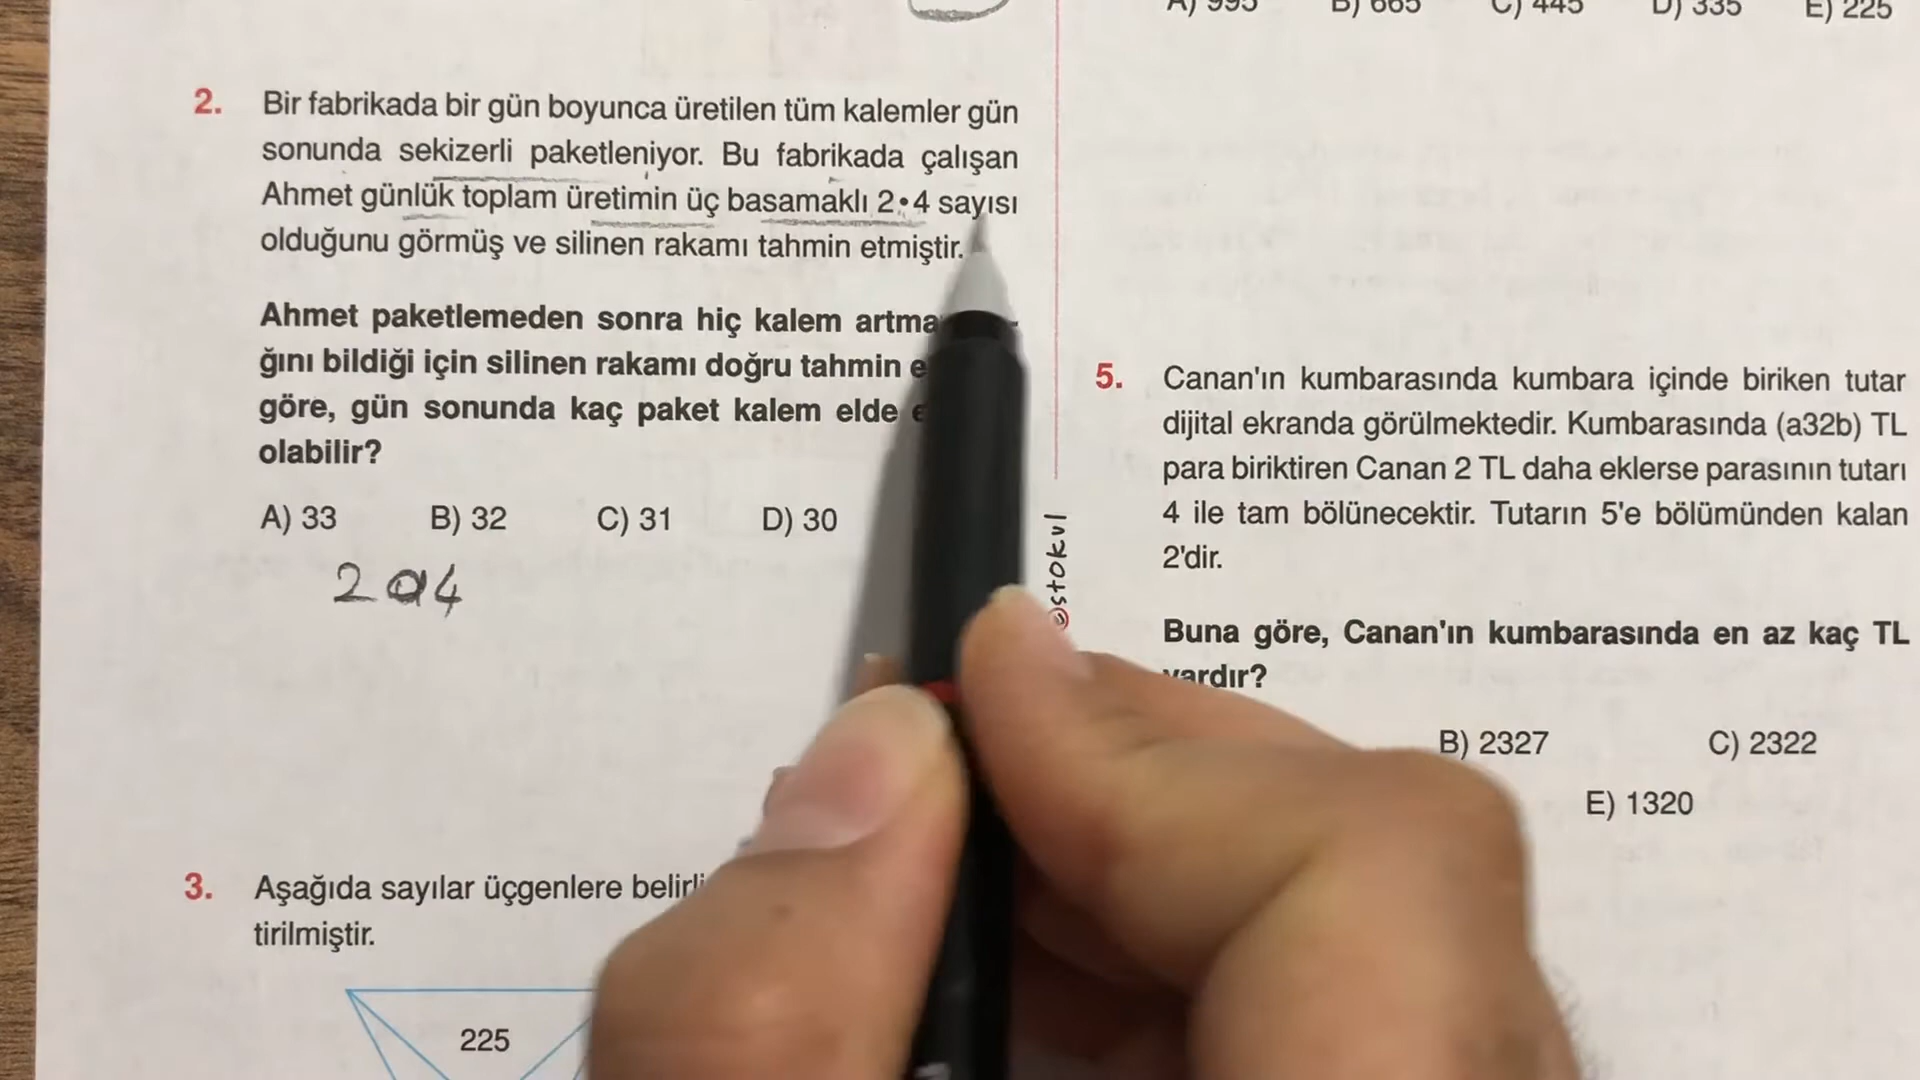 2. Bir fabrikada bir gün boyunca üretilen tüm kalemler gün
sonunda sekizerli paketleniyor. Bu fabrikada çalışan
Ahmet günlük toplam üretimin üç basamaklı 2•4 sayısı
olduğunu görmüş ve silinen rakamı tahmin etmiştir.
Ahmet paketlemeden sonra hiç kalem
ğını bildiği için silinen rakamı doğru tahmin
göre, gün sonunda kaç paket kalem elde
olabilir?
A) 33 B) 32 C) 31 D) 30
2a4
3. Aşağıda sayılar üçgenlere
tirilmiştir.
225
A) 995 B) 665 C) 445 D) 335 E) 225
stokul
5. Canan'ın kumbarasında kumbara içinde biriken tutar
dijital ekranda görülmektedir. Kumbarasında (a32b) TL
para biriktiren Canan 2 TL daha eklerse parasının tutarı
4 ile tam bölünecektir. Tutarın 5'e bölümünden kalan
2'dir.
Buna göre, Canan'ın kumbarasında en az kaç TL
vardır?
B) 2327 C) 2322
E) 1320